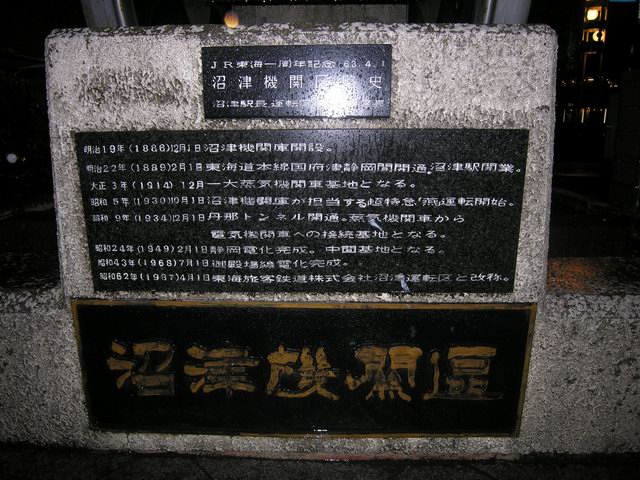 JR東海一周年記念 63.4.1
沼津機関区史
沼津駅長 運転区
明治19年(1886)12月1日沼津機関庫開設。
明治22年(1889)2月1日東海道本線国府津静岡間開通,沼津駅開業。
大正3年(1914)12月一大蒸気機関車基地となる。
昭和5年(1930)10月1日沼津機関庫が担当する超特急,燕運転開始。
昭和9年(1934)12月1日丹那トンネル開通。蒸気機関車から
電気機関車への接続基地となる。
昭和24年(1949)2月1日静岡電化完成。中間基地となる。
昭和43年(1968)7月1日御殿場線電化完成。
昭和62年(1987)4月1日東海旅客鉄道株式会社沼津運転区と改称。
沼津機関区